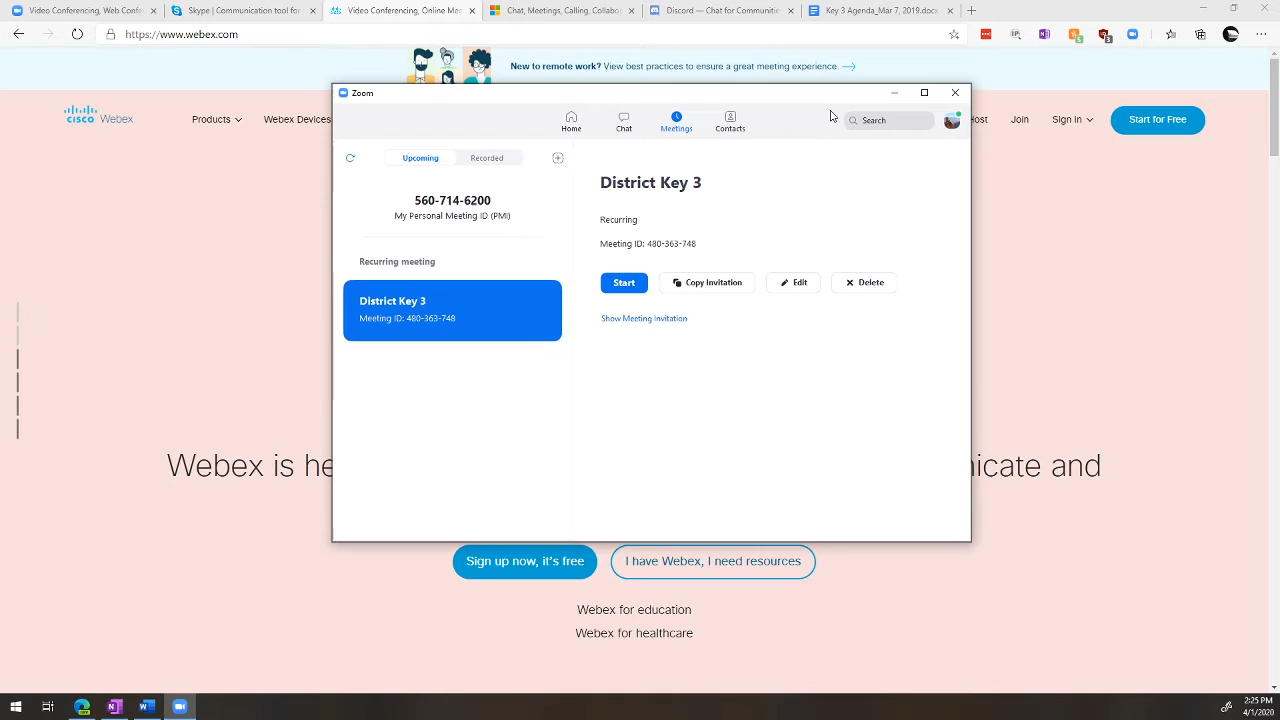 Video Conferencing, Web Conf
Skype | Communication tool for
Video Conferencing, Online Me
Chat, Meetings, Calling, Collabor
Discord — Chat for Communitie
Key 3 Agenda_Mar 7, 2019.docx
https://www.webex.com
New to remote work? View best practices to ensure a great meeting experience.
CISCO Webex
Products
Webex Devices
Host
Join
Sign in
Start for Free
Zoom
Home
Chat
Meetings
Contacts
Search
Upcoming
Recorded
560-714-6200
My Personal Meeting ID (PMI)
Recurring meeting
District Key 3
Meeting ID: 480-363-748
District Key 3
Recurring
Meeting ID: 480-363-748
Start
Copy Invitation
Edit
Delete
Show Meeting Invitation
Webex is he
nicate and
Sign up now, it's free
I have Webex, I need resources
Webex for education
Webex for healthcare
2:25 PM
4/1/2020